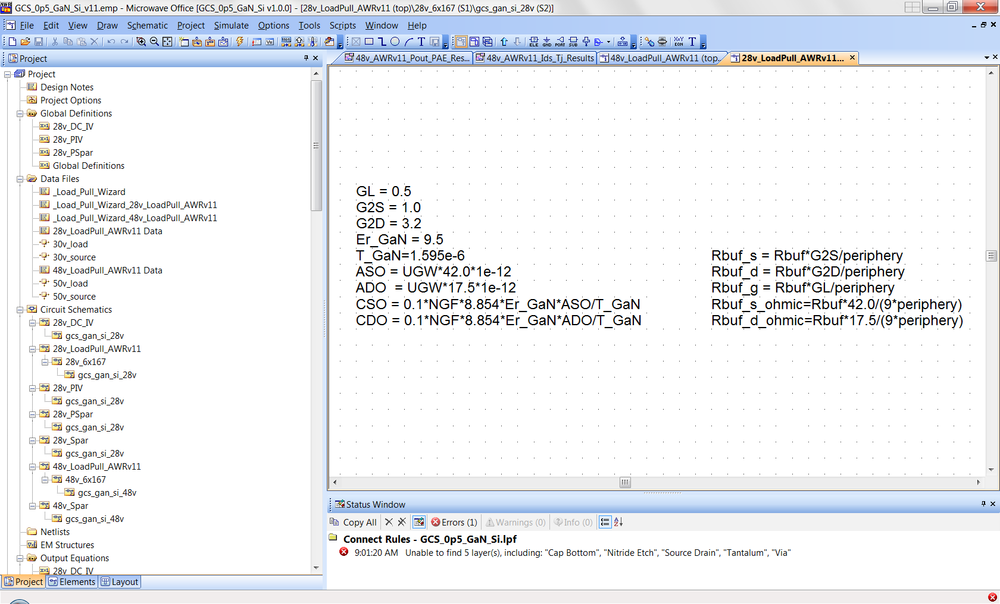 GCS_0p5_GaN_Si_v11.emp - Microwave Office [GCS_0p5_GaN_Si v1.0.0] - [28v_LoadPull_AWRv11 (top)\28v_6x167 (S1)\gcs_gan_si_28v (S2)]
File Edit View Draw Schematic Project Simulate Options Tools Scripts Window Help
Project
48v_AWRv11_Pout_PAE_Res... 48v_AWRv11_Ids_Tj_Results 48v_LoadPull_AWRv11 (top... 28v_LoadPull_AWRv11...
Project
Design Notes
Project Options
Global Definitions
28v_DC_IV
28v_PIV
28v_PSpar
Global Definitions
Data Files
_Load_Pull_Wizard
_Load_Pull_Wizard_28v_LoadPull_AWRv11
_Load_Pull_Wizard_48v_LoadPull_AWRv11
28v_LoadPull_AWRv11 Data
30v_load
30v_source
48v_LoadPull_AWRv11 Data
50v_load
50v_source
Circuit Schematics
28v_DC_IV
gcs_gan_si_28v
28v_LoadPull_AWRv11
28v_6x167
gcs_gan_si_28v
28v_PIV
gcs_gan_si_28v
28v_PSpar
gcs_gan_si_28v
28v_Spar
gcs_gan_si_28v
48v_LoadPull_AWRv11
48v_6x167
gcs_gan_si_48v
48v_Spar
gcs_gan_si_48v
Netlists
EM Structures
Output Equations
28v_DC_IV
Project Elements Layout
GL = 0.5
G2S = 1.0
G2D = 3.2
Er_GaN = 9.5
T_GaN=1.595e-6
ASO = UGW*42.0*1e-12
ADO = UGW*17.5*1e-12
CSO = 0.1*NGF*8.854*Er_GaN*ASO/T_GaN
CDO = 0.1*NGF*8.854*Er_GaN*ADO/T_GaN
Rbuf_s = Rbuf*G2S/periphery
Rbuf_d = Rbuf*G2D/periphery
Rbuf_g = Rbuf*GL/periphery
Rbuf_s_ohmic=Rbuf*42.0/(9*periphery)
Rbuf_d_ohmic=Rbuf*17.5/(9*periphery)
Status Window
Copy All Errors (1) Warnings (0) Info (0)
Connect Rules - GCS_0p5_GaN_Si.lpf
9:01:20 AM Unable to find 5 layer(s), including: "Cap Bottom", "Nitride Etch", "Source Drain", "Tantalum", "Via"